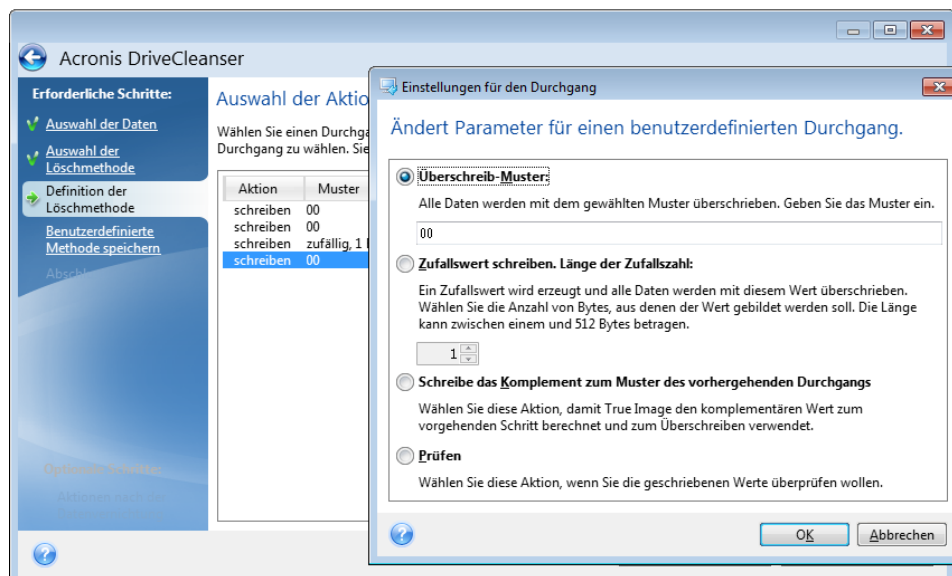 Acronis DriveCleanser
Erforderliche Schritte:
Auswahl der Daten
Auswahl der
Löschmethode
Definition der
Löschmethode
Benutzerdefinierte
Methode speichern
Optionale Schritte:
Aktionen nach der
Auswahl der Aktio
Wählen Sie einen Durchga
Durchgang zu wählen. Sie
Aktion Muster
schreiben 00
schreiben 00
schreiben zufällig, 1
schreiben 00
Einstellungen für den Durchgang
Ändert Parameter für einen benutzerdefinierten Durchgang.
Überschreib-Muster:
Alle Daten werden mit dem gewählten Muster überschrieben. Geben Sie das Muster ein.
00
Zufallswert schreiben. Länge der Zufallszahl:
Ein Zufallswert wird erzeugt und alle Daten werden mit diesem Wert überschrieben.
Wählen Sie die Anzahl von Bytes, aus denen der Wert gebildet werden soll. Die Länge
kann zwischen einem und 512 Bytes betragen.
1
Schreibe das Komplement zum Muster des vorhergehenden Durchgangs
Wählen Sie diese Aktion, damit True Image den komplementären Wert zum
vorgehenden Schritt berechnet und zum Überschreiben verwendet.
Prüfen
Wählen Sie diese Aktion, wenn Sie die geschriebenen Werte überprüfen wollen.
OK
Abbrechen